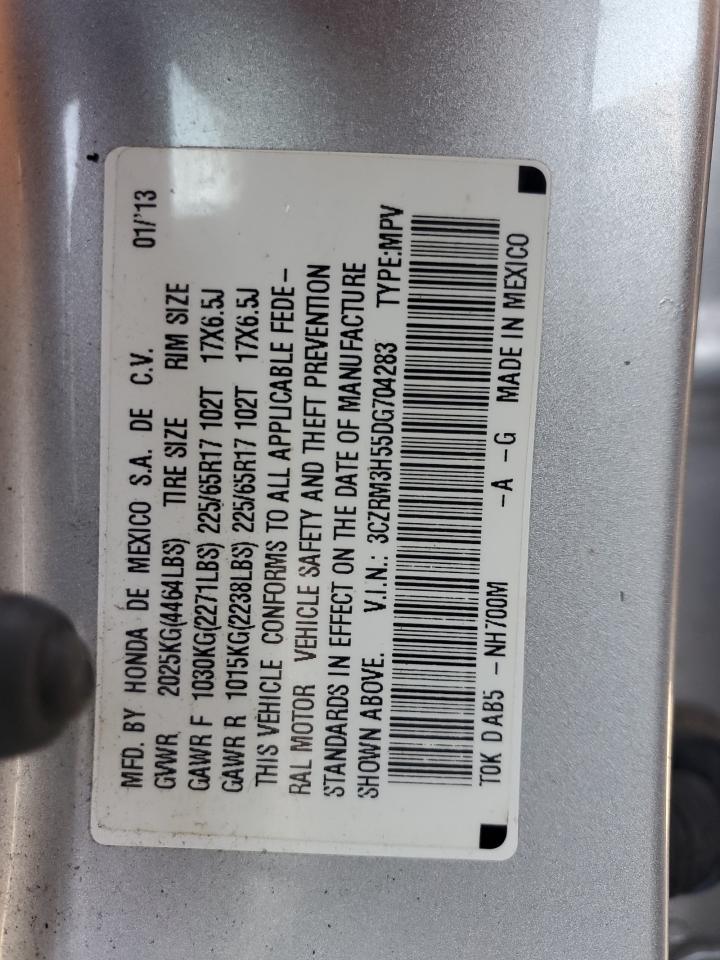 MFD. BY HONDA DE MEXICO S.A. DE C.V. 01/'13
GVWR 2025KG(4464LBS) TIRE SIZE RIM SIZE
GAWR F 1030KG(2271LBS) 225/65R17 102T 17X6.5J
GAWR R 1015KG(2238LBS) 225/65R17 102T 17X6.5J
THIS VEHICLE CONFORMS TO ALL APPLICABLE FEDE-
RAL MOTOR VEHICLE SAFETY AND THEFT PREVENTION
STANDARDS IN EFFECT ON THE DATE OF MANUFACTURE
SHOWN ABOVE. V.I.N.: 3CZRM3H55DG704283 TYPE:MPV
T0K D AB5 -NH700M -A -G MADE IN MEXICO